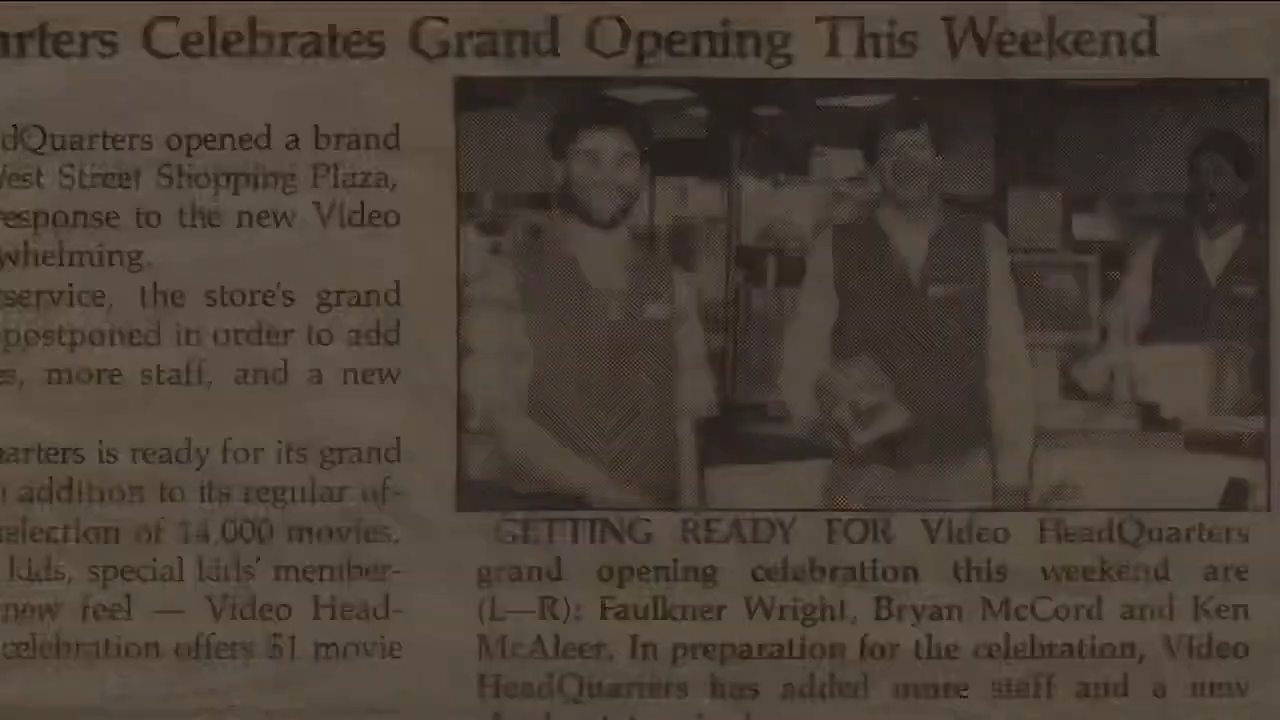 rters Celebrates Grand Opening This Weekend
dQuarters opened a brand
est Street Shopping Plaza,
response to the new Video
whelming.
service, the store's grand
postponed in order to add
s, more staff, and a new
arters is ready for its grand
addition to its regular of-
selection of 14,000 movies,
kids, special kids' member-
new feel — Video Head-
celebration offers $1 movie
GETTING READY FOR Video HeadQuarters
grand opening celebration this weekend are
(L—R): Faulkner Wright, Bryan McCord and Ken
McAleer. In preparation for the celebration, Video
HeadQuarters has added more staff and a new